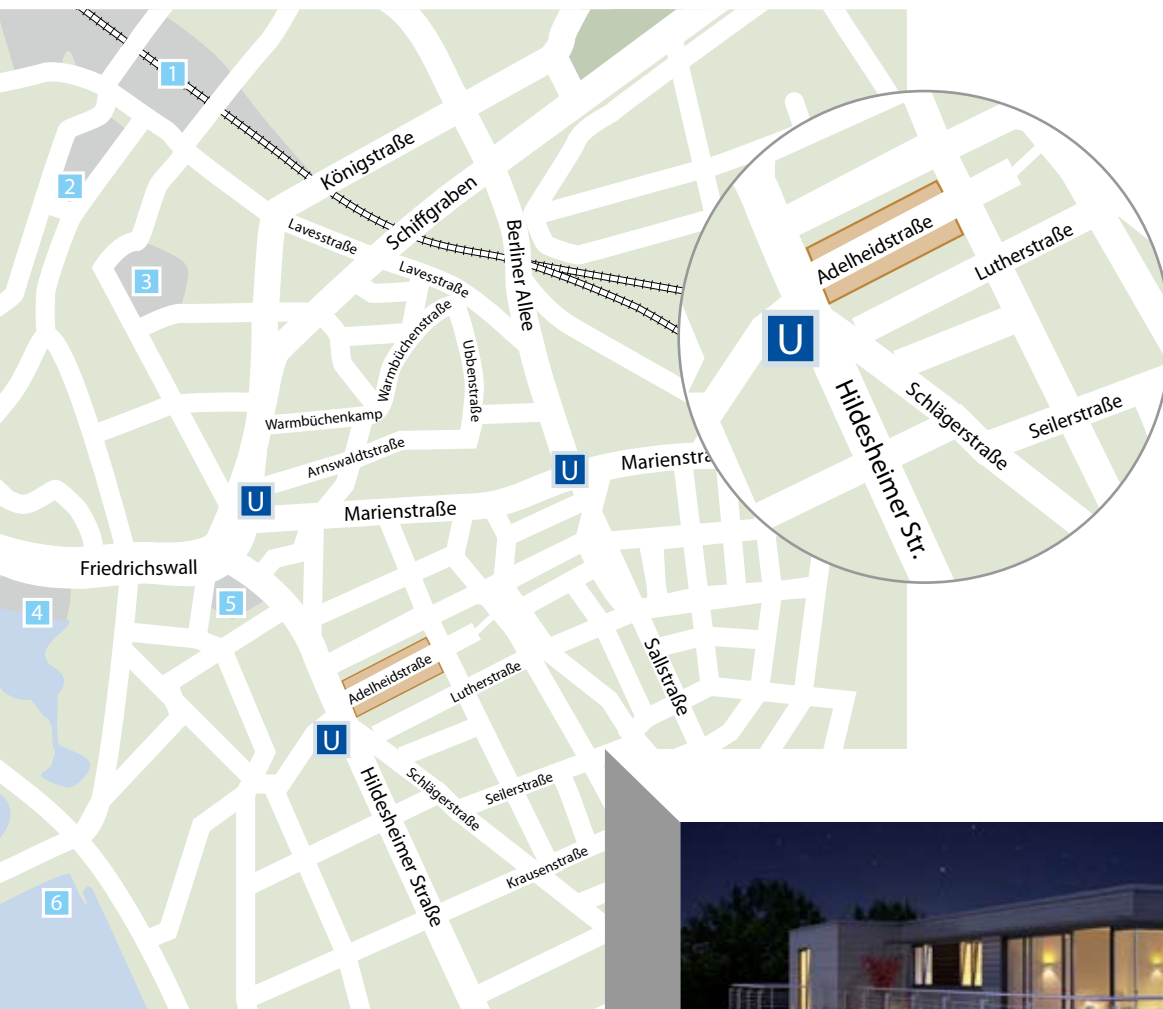 1
2
Königstraße
Schiffgraben
Lavesstraße
Lavesstraße
Berliner Allee
3
Warmbüchenstraße
Ubbenstraße
Warmbüchenkamp
Arnswaldtstraße
U
U
Marienstraße
Marienstra
Friedrichswall
4
5
Adelheidstraße
Lutherstraße
Sallstraße
U
Hildesheimer Straße
Schlägerstraße
Seilerstraße
Krausenstraße
6
Adelheidstraße
Lutherstraße
U
Hildesheimer Str.
Schlägerstraße
Seilerstraße